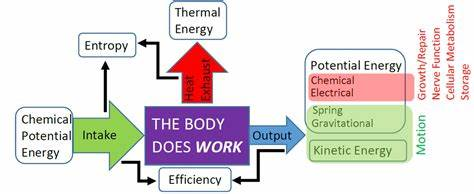 Thermal
Energy
Entropy
Heat
Exhaust
Chemical
Potential
Energy
Intake
THE BODY
DOES WORK
Output
Efficiency
Potential Energy
Chemical
Electrical
Spring
Gravitational
Kinetic Energy
Growth/Repair
Nerve Function
Cellular Metabolism
Storage
Motion